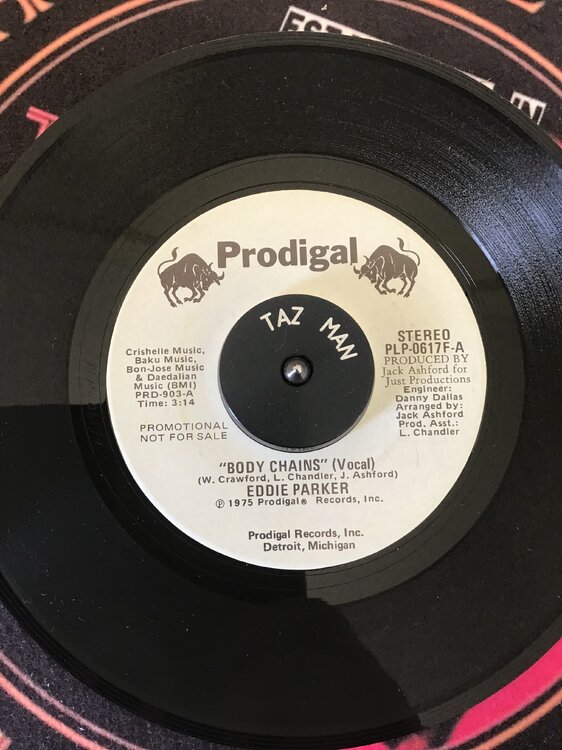 Prodigal
TAZ MAN
Crishelle Music,
Baku Music,
Bon-Jose Music
& Daedalian
Music (BMI)
PRD-903-A
Time: 3:14
PROMOTIONAL
NOT FOR SALE
STEREO
PLP-0617F-A
PRODUCED BY
Jack Ashford for
Just Productions
Engineer:
Danny Dallas
Arranged by:
Jack Ashford
Prod. Asst.:
L. Chandler
"BODY CHAINS" (Vocal)
(W. Crawford, L. Chandler, J. Ashford)
EDDIE PARKER
℗ 1975 Prodigal® Records, Inc.
Prodigal Records, Inc.
Detroit, Michigan